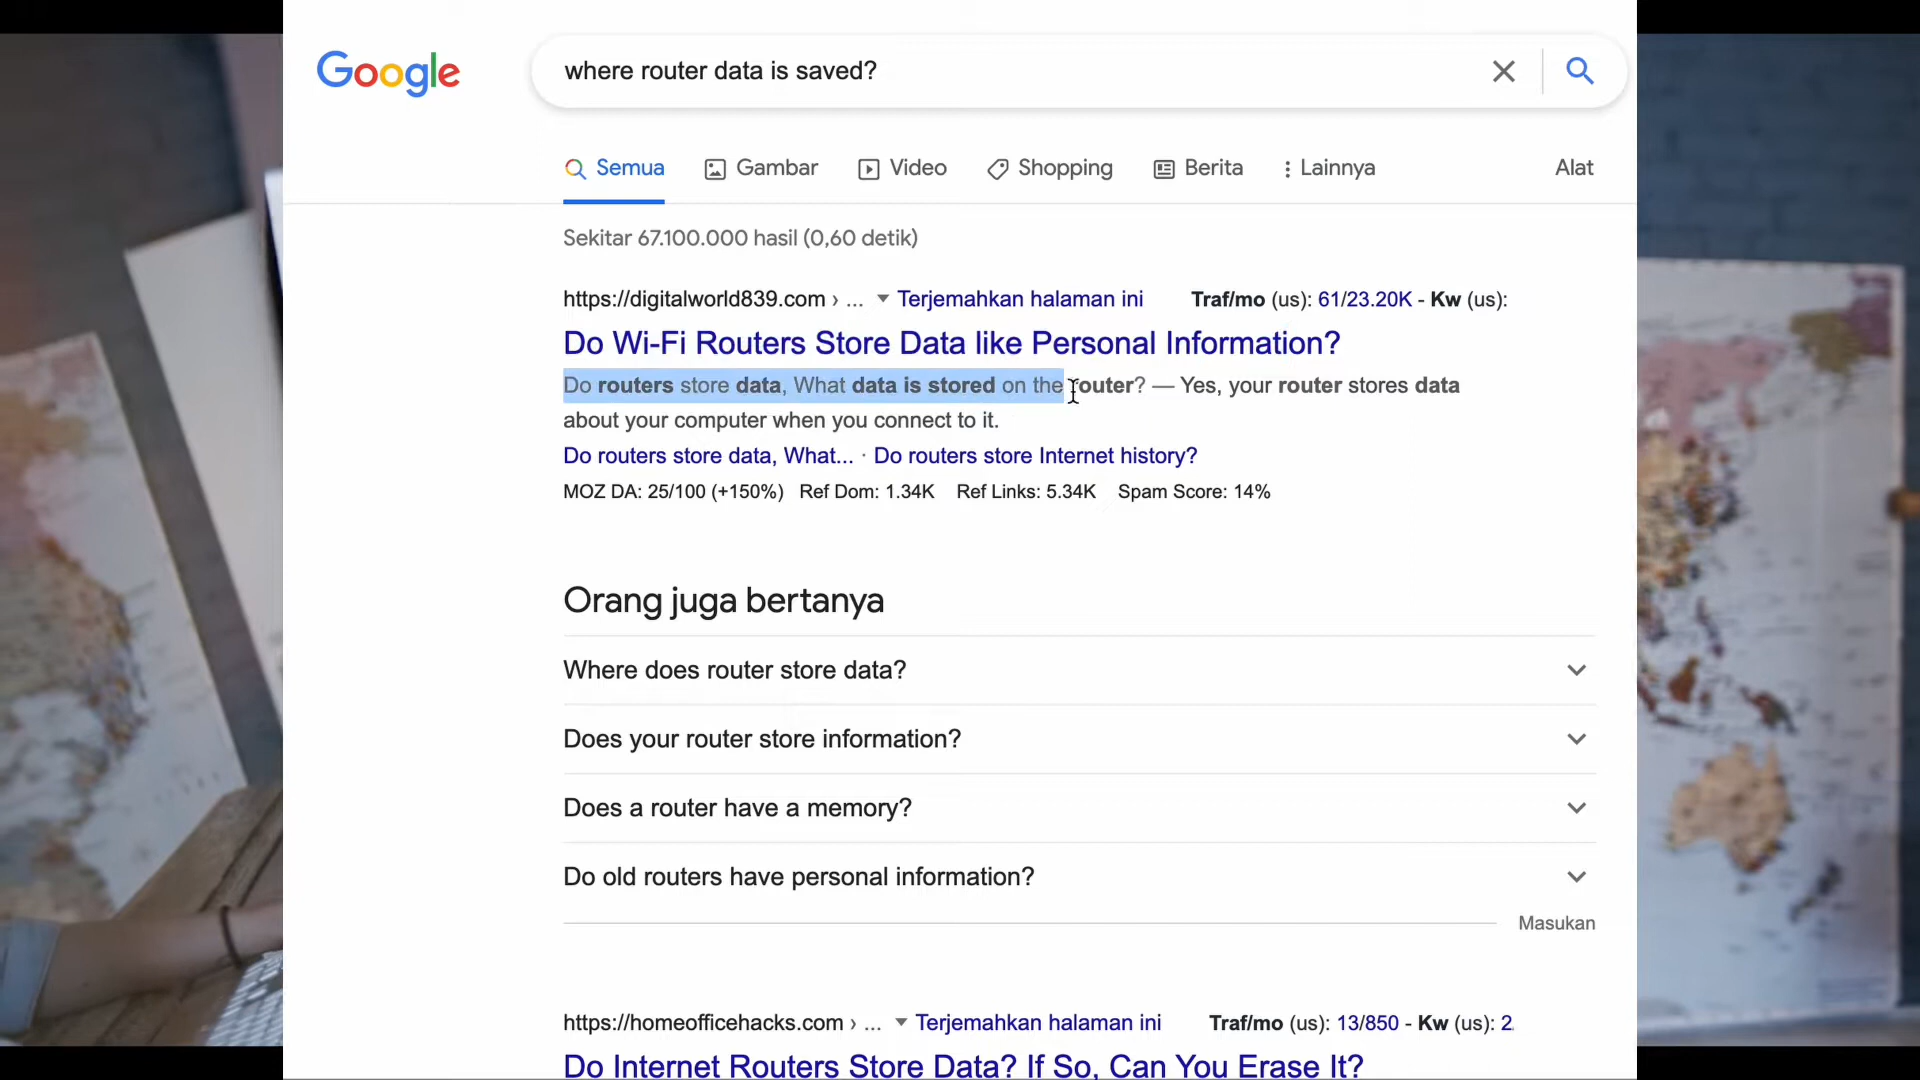 Google
where router data is saved?
Semua Gambar Video Shopping Berita Lainnya Alat
Sekitar 67.100.000 hasil (0,60 detik)
https://digitalworld839.com › ... Terjemahkan halaman ini Traf/mo (us): 61/23.20K - Kw (us):
Do Wi-Fi Routers Store Data like Personal Information?
Do routers store data, What data is stored on the router? — Yes, your router stores data
about your computer when you connect to it.
Do routers store data, What... · Do routers store Internet history?
MOZ DA: 25/100 (+150%) Ref Dom: 1.34K Ref Links: 5.34K Spam Score: 14%
Orang juga bertanya
Where does router store data?
Does your router store information?
Does a router have a memory?
Do old routers have personal information?
Masukan
https://homeofficehacks.com › ... Terjemahkan halaman ini Traf/mo (us): 13/850 - Kw (us): 2
Do Internet Routers Store Data? If So, Can You Erase It?